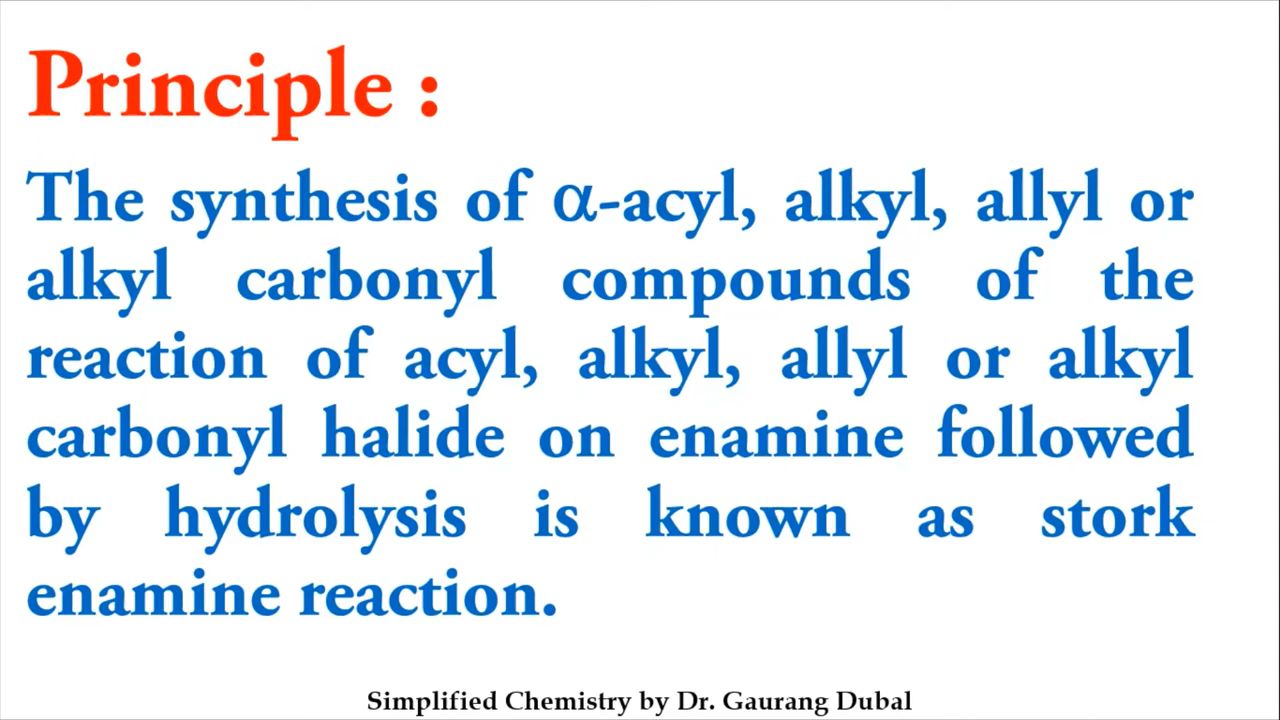 Principle :
The synthesis of α-acyl, alkyl, allyl or
alkyl carbonyl compounds of the
reaction of acyl, alkyl, allyl or alkyl
carbonyl halide on enamine followed
by hydrolysis is known as stork
enamine reaction.
Simplified Chemistry by Dr. Gaurang Dubal